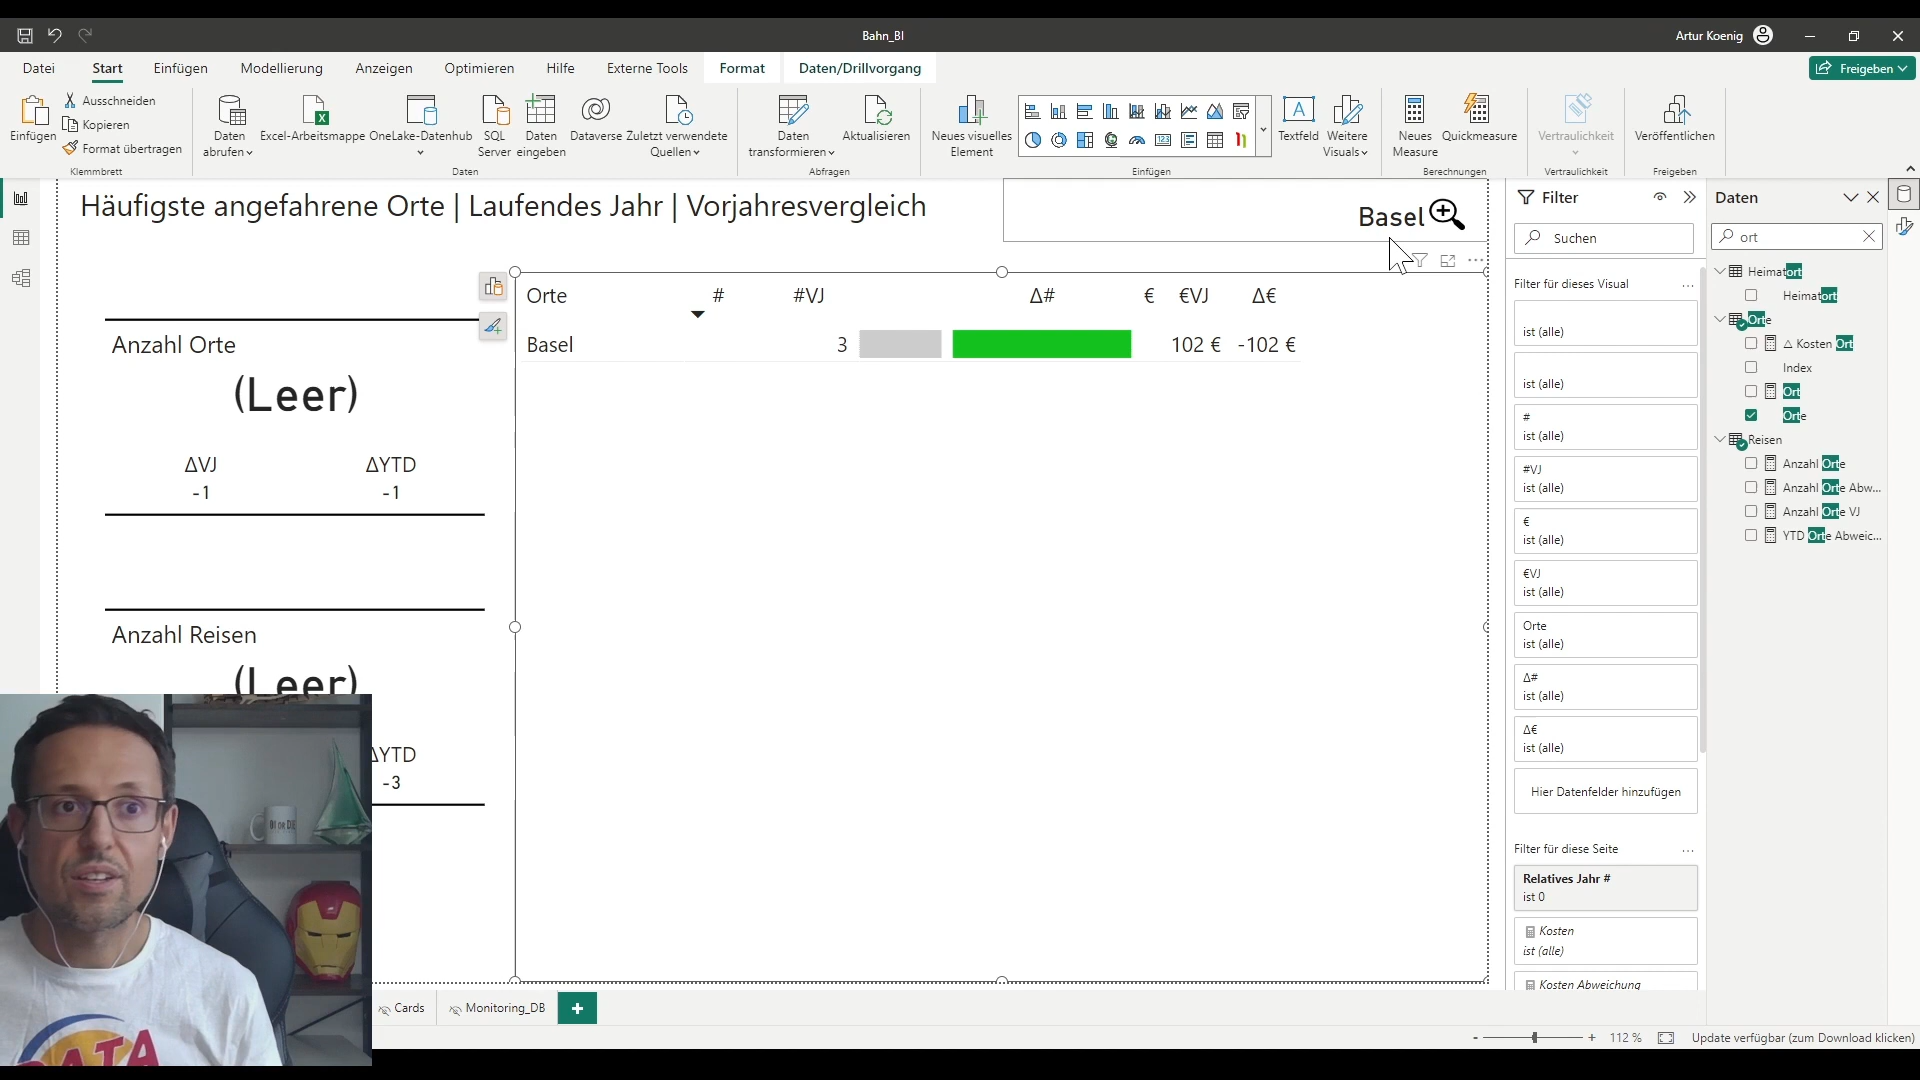 Bahn_BI
Artur Koenig
Datei Start Einfügen Modellierung Anzeigen Optimieren Hilfe Externe Tools Format Daten/Drillvorgang Freigeben
Einfügen
Ausschneiden
Kopieren
Format übertragen
Klemmbrett
Daten
abrufen
Excel-Arbeitsmappe
OneLake-Datenhub
SQL
Server
Daten
eingeben
Dataverse
Zuletzt verwendete
Quellen
Daten
Daten
transformieren
Aktualisieren
Abfragen
Neues visuelles
Element
Textfeld
Weitere
Visuals
Einfügen
Neues
Measure
Quickmeasure
Berechnungen
Vertraulichkeit
Vertraulichkeit
Veröffentlichen
Freigeben
Häufigste angefahrene Orte | Laufendes Jahr | Vorjahresvergleich
Basel
Anzahl Orte
(Leer)
ΔVJ ΔYTD
-1 -1
Anzahl Reisen
(Leer)
ΔYTD
-3
Orte # #VJ Δ# € €VJ Δ€
Basel 3 102 € -102 €
Filter
Suchen
Filter für dieses Visual
ist (alle)
ist (alle)
#
ist (alle)
#VJ
ist (alle)
€
ist (alle)
€VJ
ist (alle)
Orte
ist (alle)
Δ#
ist (alle)
Δ€
ist (alle)
Hier Datenfelder hinzufügen
Filter für diese Seite
Relatives Jahr #
ist 0
Kosten
ist (alle)
Kosten Abweichung
Daten
ort
Heimatort
Heimatort
Orte
△ Kosten Ort
Index
Ort
Orte
Reisen
Anzahl Orte
Anzahl Orte Abw...
Anzahl Orte VJ
YTD Orte Abweic...
BI or DIE
DATA
Cards Monitoring_DB +
- + 112 % Update verfügbar (zum Download klicken)